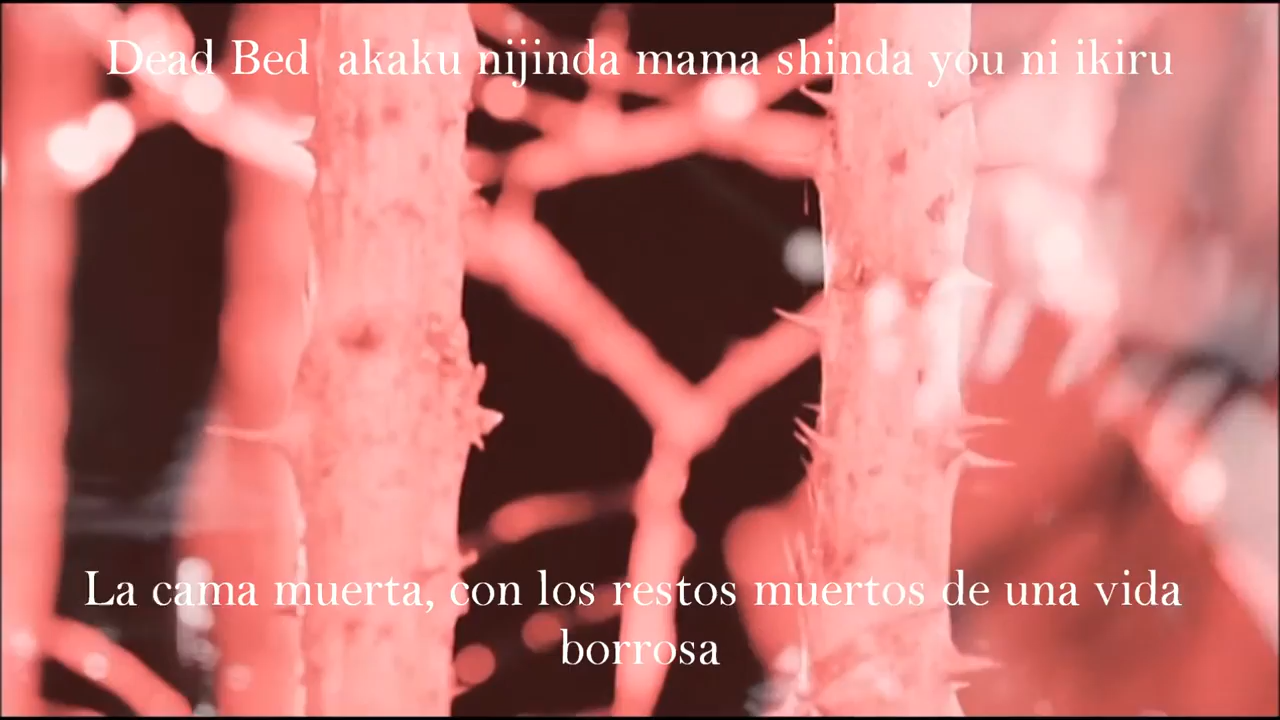 Dead Bed akaku nijinda mama shinda you ni ikiru
La cama muerta, con los restos muertos de una vida
borrosa